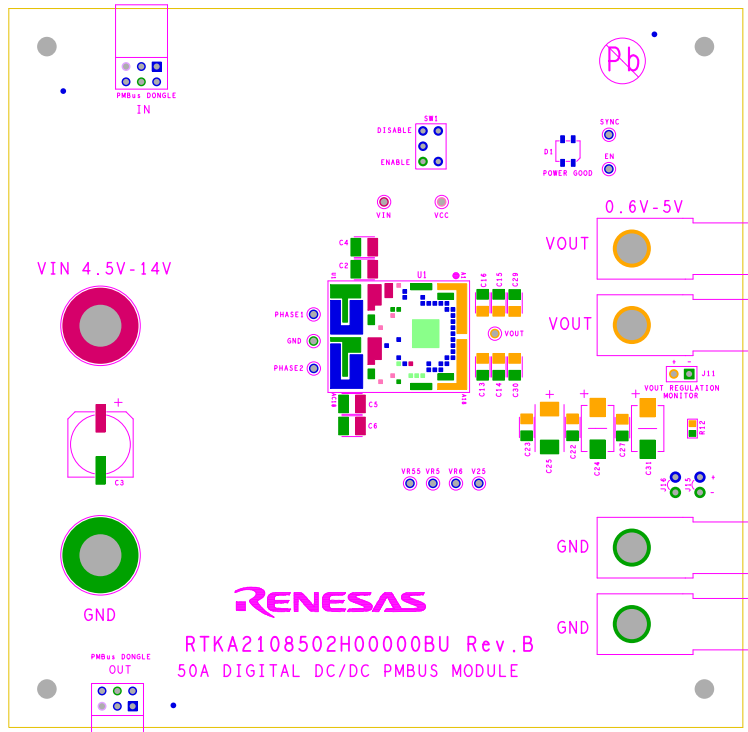 PMBus DONGLE
IN
Pb
SW1
DISABLE
ENABLE
SYNC
D1
EN
POWER GOOD
VIN
VCC
0.6V-5V
VOUT
VIN 4.5V-14V
C4
C2
U1
C16
C15
C29
PHASE1
GND
PHASE2
VOUT
VOUT
C13
C14
C30
+ -
J11
VOUT REGULATION
MONITOR
C5
C6
+
C3
C23
+
C25
C22
+
C24
C27
+
C31
R12
VR55
VR5
VR6
V25
J16
J15
+
-
GND
GND
GND
RENESAS
RTKA2108502H00000BU Rev.B
50A DIGITAL DC/DC PMBUS MODULE
PMBus DONGLE
OUT